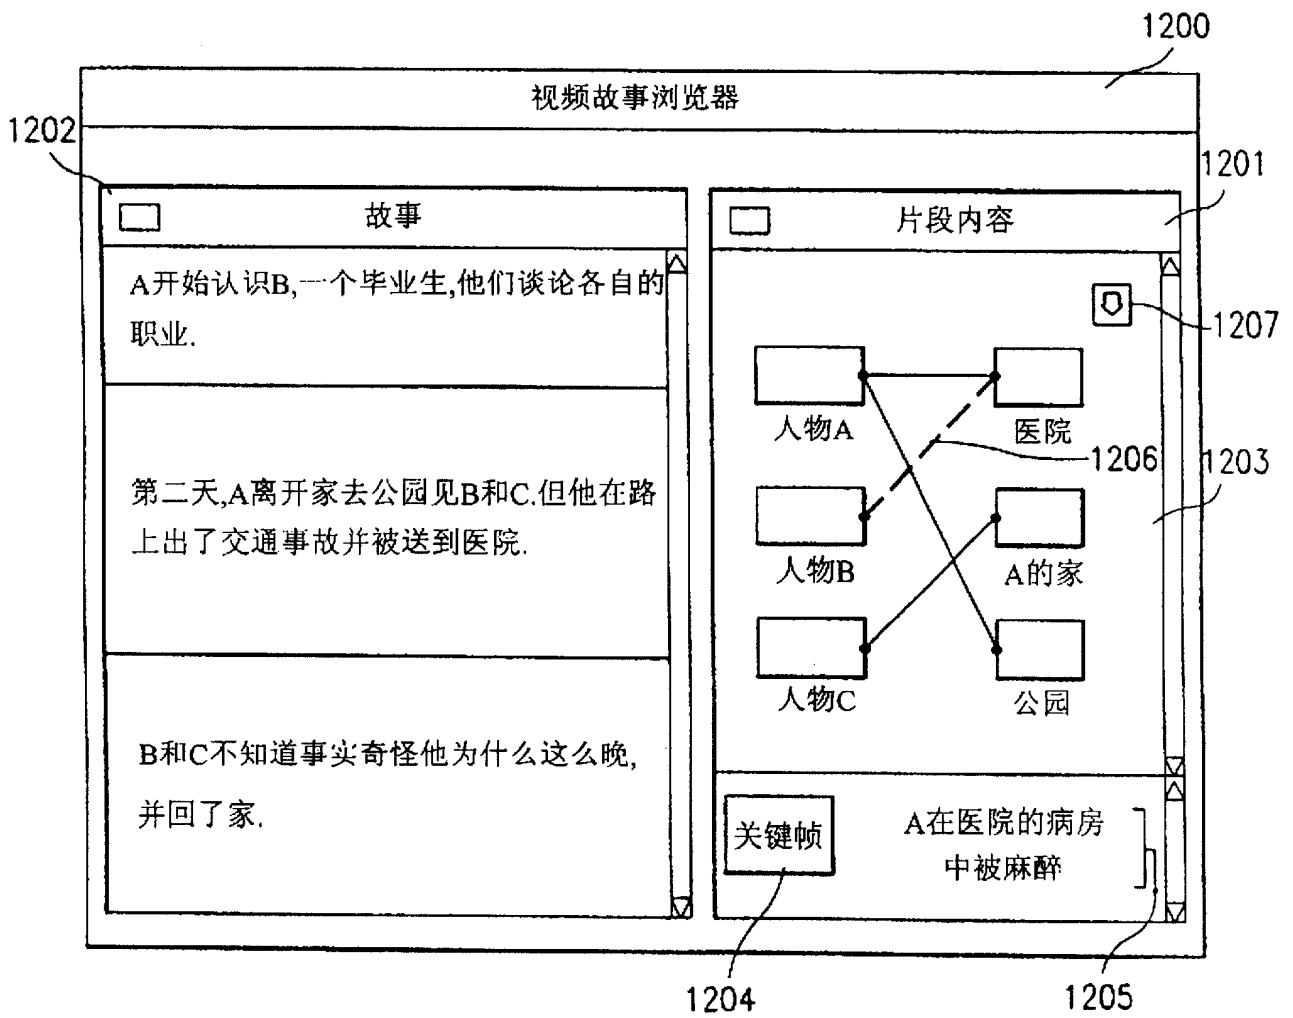 1200
视频故事浏览器
1202
1201
故事
A开始认识B,一个毕业生,他们谈论各自的
职业.
第二天,A离开家去公园见B和C.但他在路
上出了交通事故并被送到医院.
B和C不知道事实奇怪他为什么这么晚,
并回了家.
片段内容
1207
人物A
医院
1206
1203
人物B
A的家
人物C
公园
关键帧
A在医院的病房
中被麻醉
1204
1205